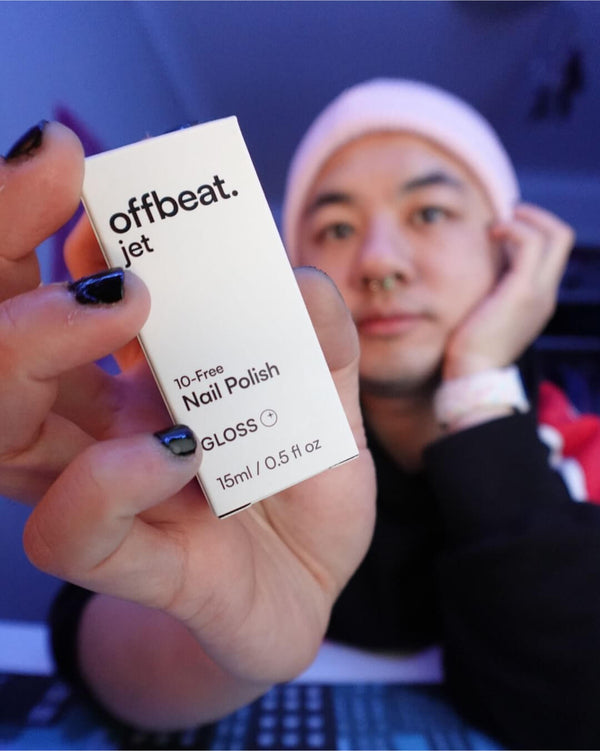 offbeat.
jet
10-Free
Nail Polish
GLOSS
15ml / 0.5 fl oz